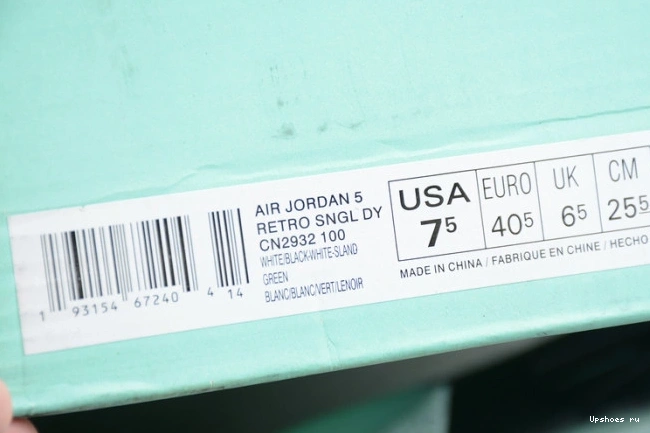 AIR JORDAN 5
RETRO SNGL DY
CN2932 100
WHITE/BLACK-WHITE-SLAND
GREEN
BLANC/BLANC/VERT/LENOIR
1 93154 67240 4 14
USA EURO UK CM
7⁵ 40⁵ 6⁵ 25⁵
MADE IN CHINA / FABRIQUE EN CHINE / HECHO
Upshoes ru